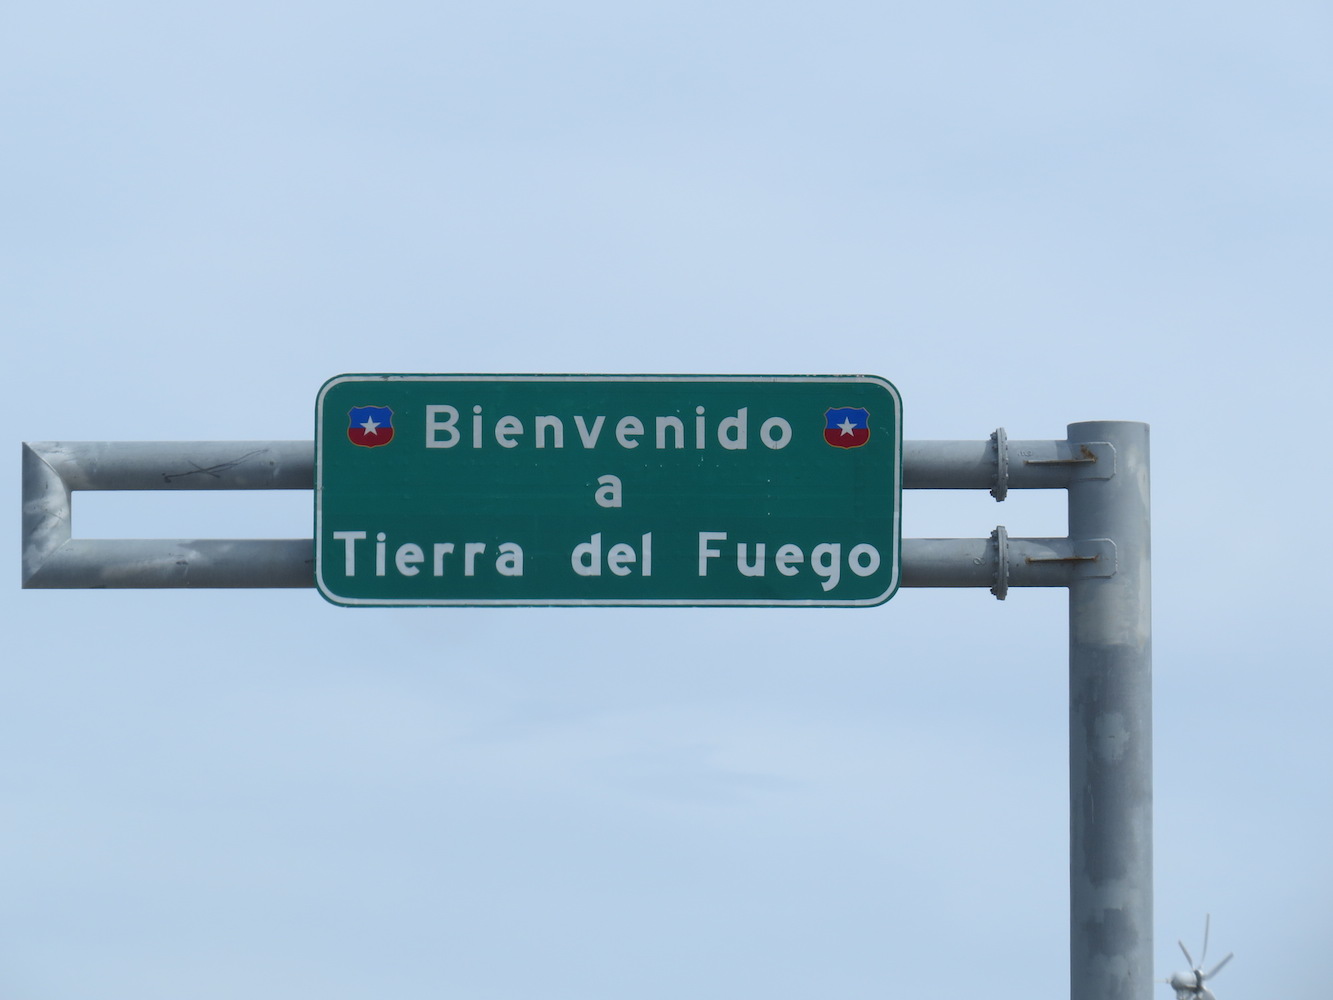 Bienvenido
a
Tierra del Fuego